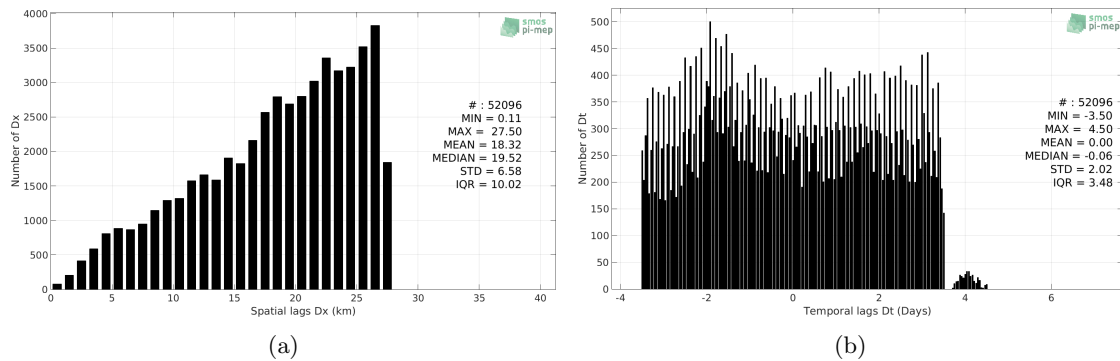 4000
3500
3000
2500
2000
1500
1000
500
0
Number of Dx
0 5 10 15 20 25 30 35 40
Spatial lags Dx (km)
smos
pi-mep
# : 52096
MIN = 0.11
MAX = 27.50
MEAN = 18.32
MEDIAN = 19.52
STD = 6.58
IQR = 10.02
(a)
500
450
400
350
300
250
200
150
100
50
0
Number of Dt
-4 -2 0 2 4 6
Temporal lags Dt (Days)
smos
pi-mep
# : 52096
MIN = -3.50
MAX = 4.50
MEAN = 0.00
MEDIAN = -0.06
STD = 2.02
IQR = 3.48
(b)